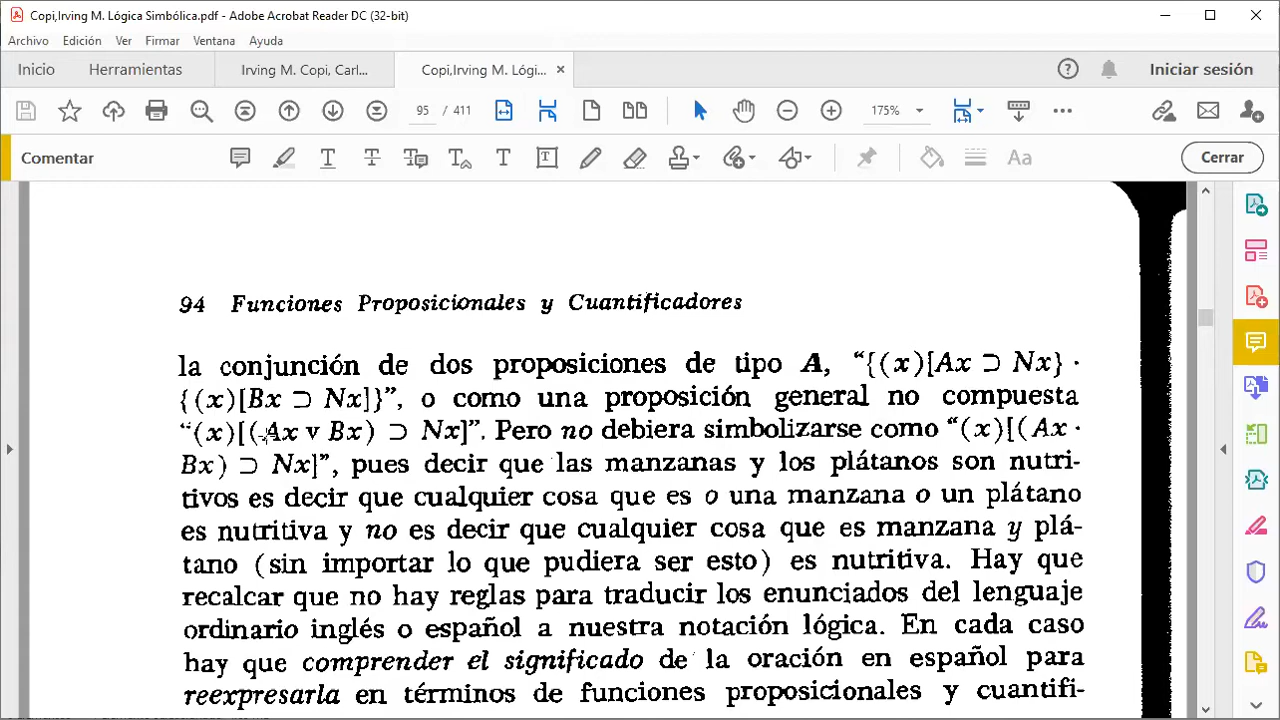 Copi,Irving M. Lógica Simbólica.pdf - Adobe Acrobat Reader DC (32-bit)
Archivo Edición Ver Firmar Ventana Ayuda
Inicio Herramientas Irving M. Copi, Carl... Copi,Irving M. Lógi... × Iniciar sesión
95 / 411 175%
Comentar Cerrar
94 Funciones Proposicionales y Cuantificadores
la conjunción de dos proposiciones de tipo A, “{(x)[Ax ⊃ Nx} ·
{(x)[Bx ⊃ Nx]}”, o como una proposición general no compuesta
“(x)[(Ax v Bx) ⊃ Nx]”. Pero no debiera simbolizarse como “(x)[(Ax ·
Bx) ⊃ Nx]”, pues decir que las manzanas y los plátanos son nutri-
tivos es decir que cualquier cosa que es o una manzana o un plátano
es nutritiva y no es decir que cualquier cosa que es manzana y plá-
tano (sin importar lo que pudiera ser esto) es nutritiva. Hay que
recalcar que no hay reglas para traducir los enunciados del lenguaje
ordinario inglés o español a nuestra notación lógica. En cada caso
hay que comprender el significado de la oración en español para
reexpresarla en términos de funciones proposicionales y cuantifi-